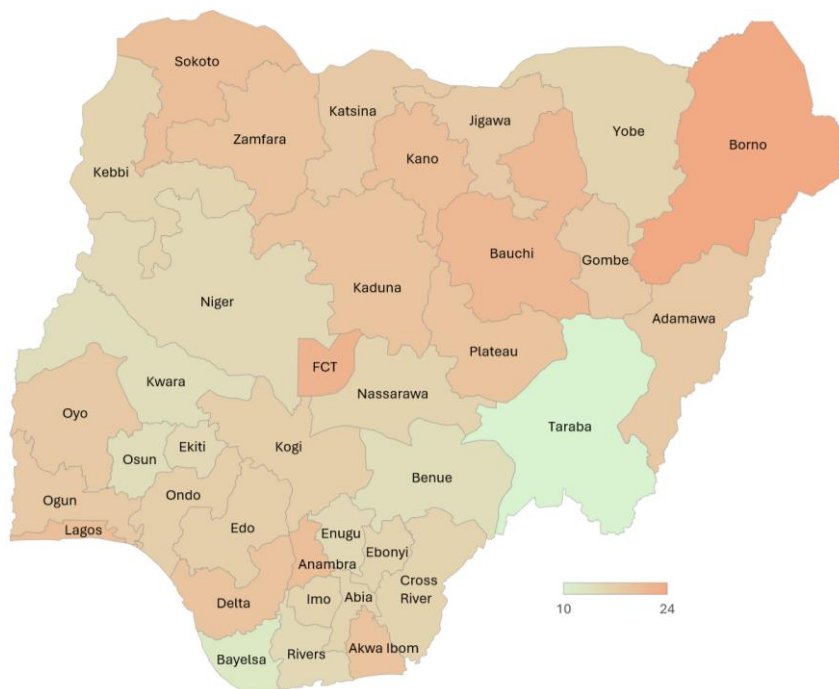 Sokoto
Katsina
Jigawa
Yobe
Borno
Zamfara
Kano
Kebbi
Bauchi
Gombe
Kaduna
Niger
Adamawa
Plateau
FCT
Kwara
Nassarawa
Oyo
Taraba
Kogi
Osun
Ekiti
Benue
Ogun
Ondo
Edo
Lagos
Enugu
Ebonyi
Anambra
Cross
River
Delta
Imo
Abia
Akwa Ibom
Bayelsa
Rivers
10
24